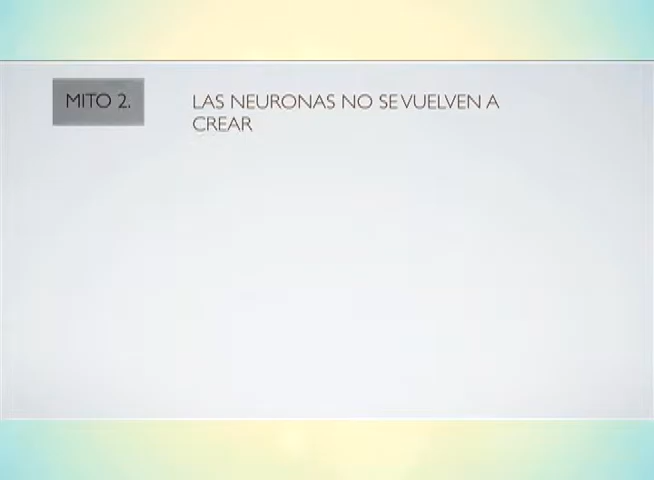 MITO 2.
LAS NEURONAS NO SE VUELVEN A
CREAR